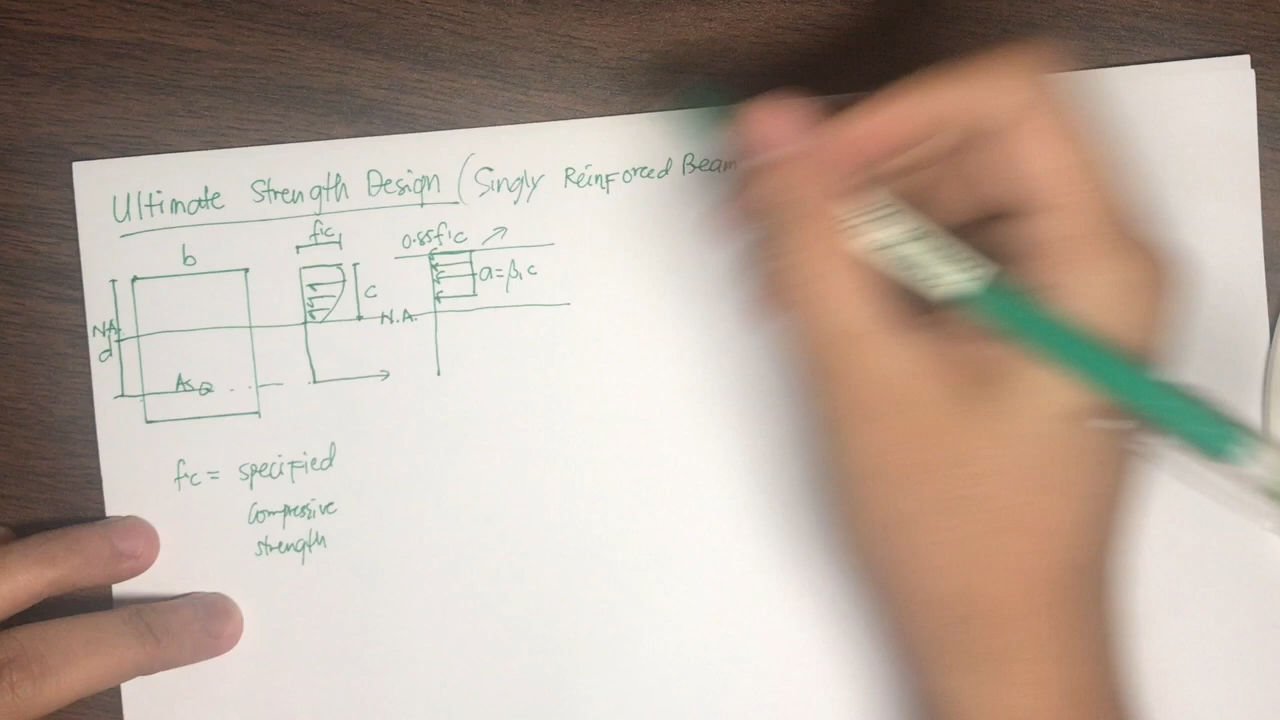 Ultimate Strength Design (Singly Reinforced Beam
b
f'c
0.85f'c
a=β₁c
c
N.A.
N.A.
d
As
f'c = specified
compressive
strength